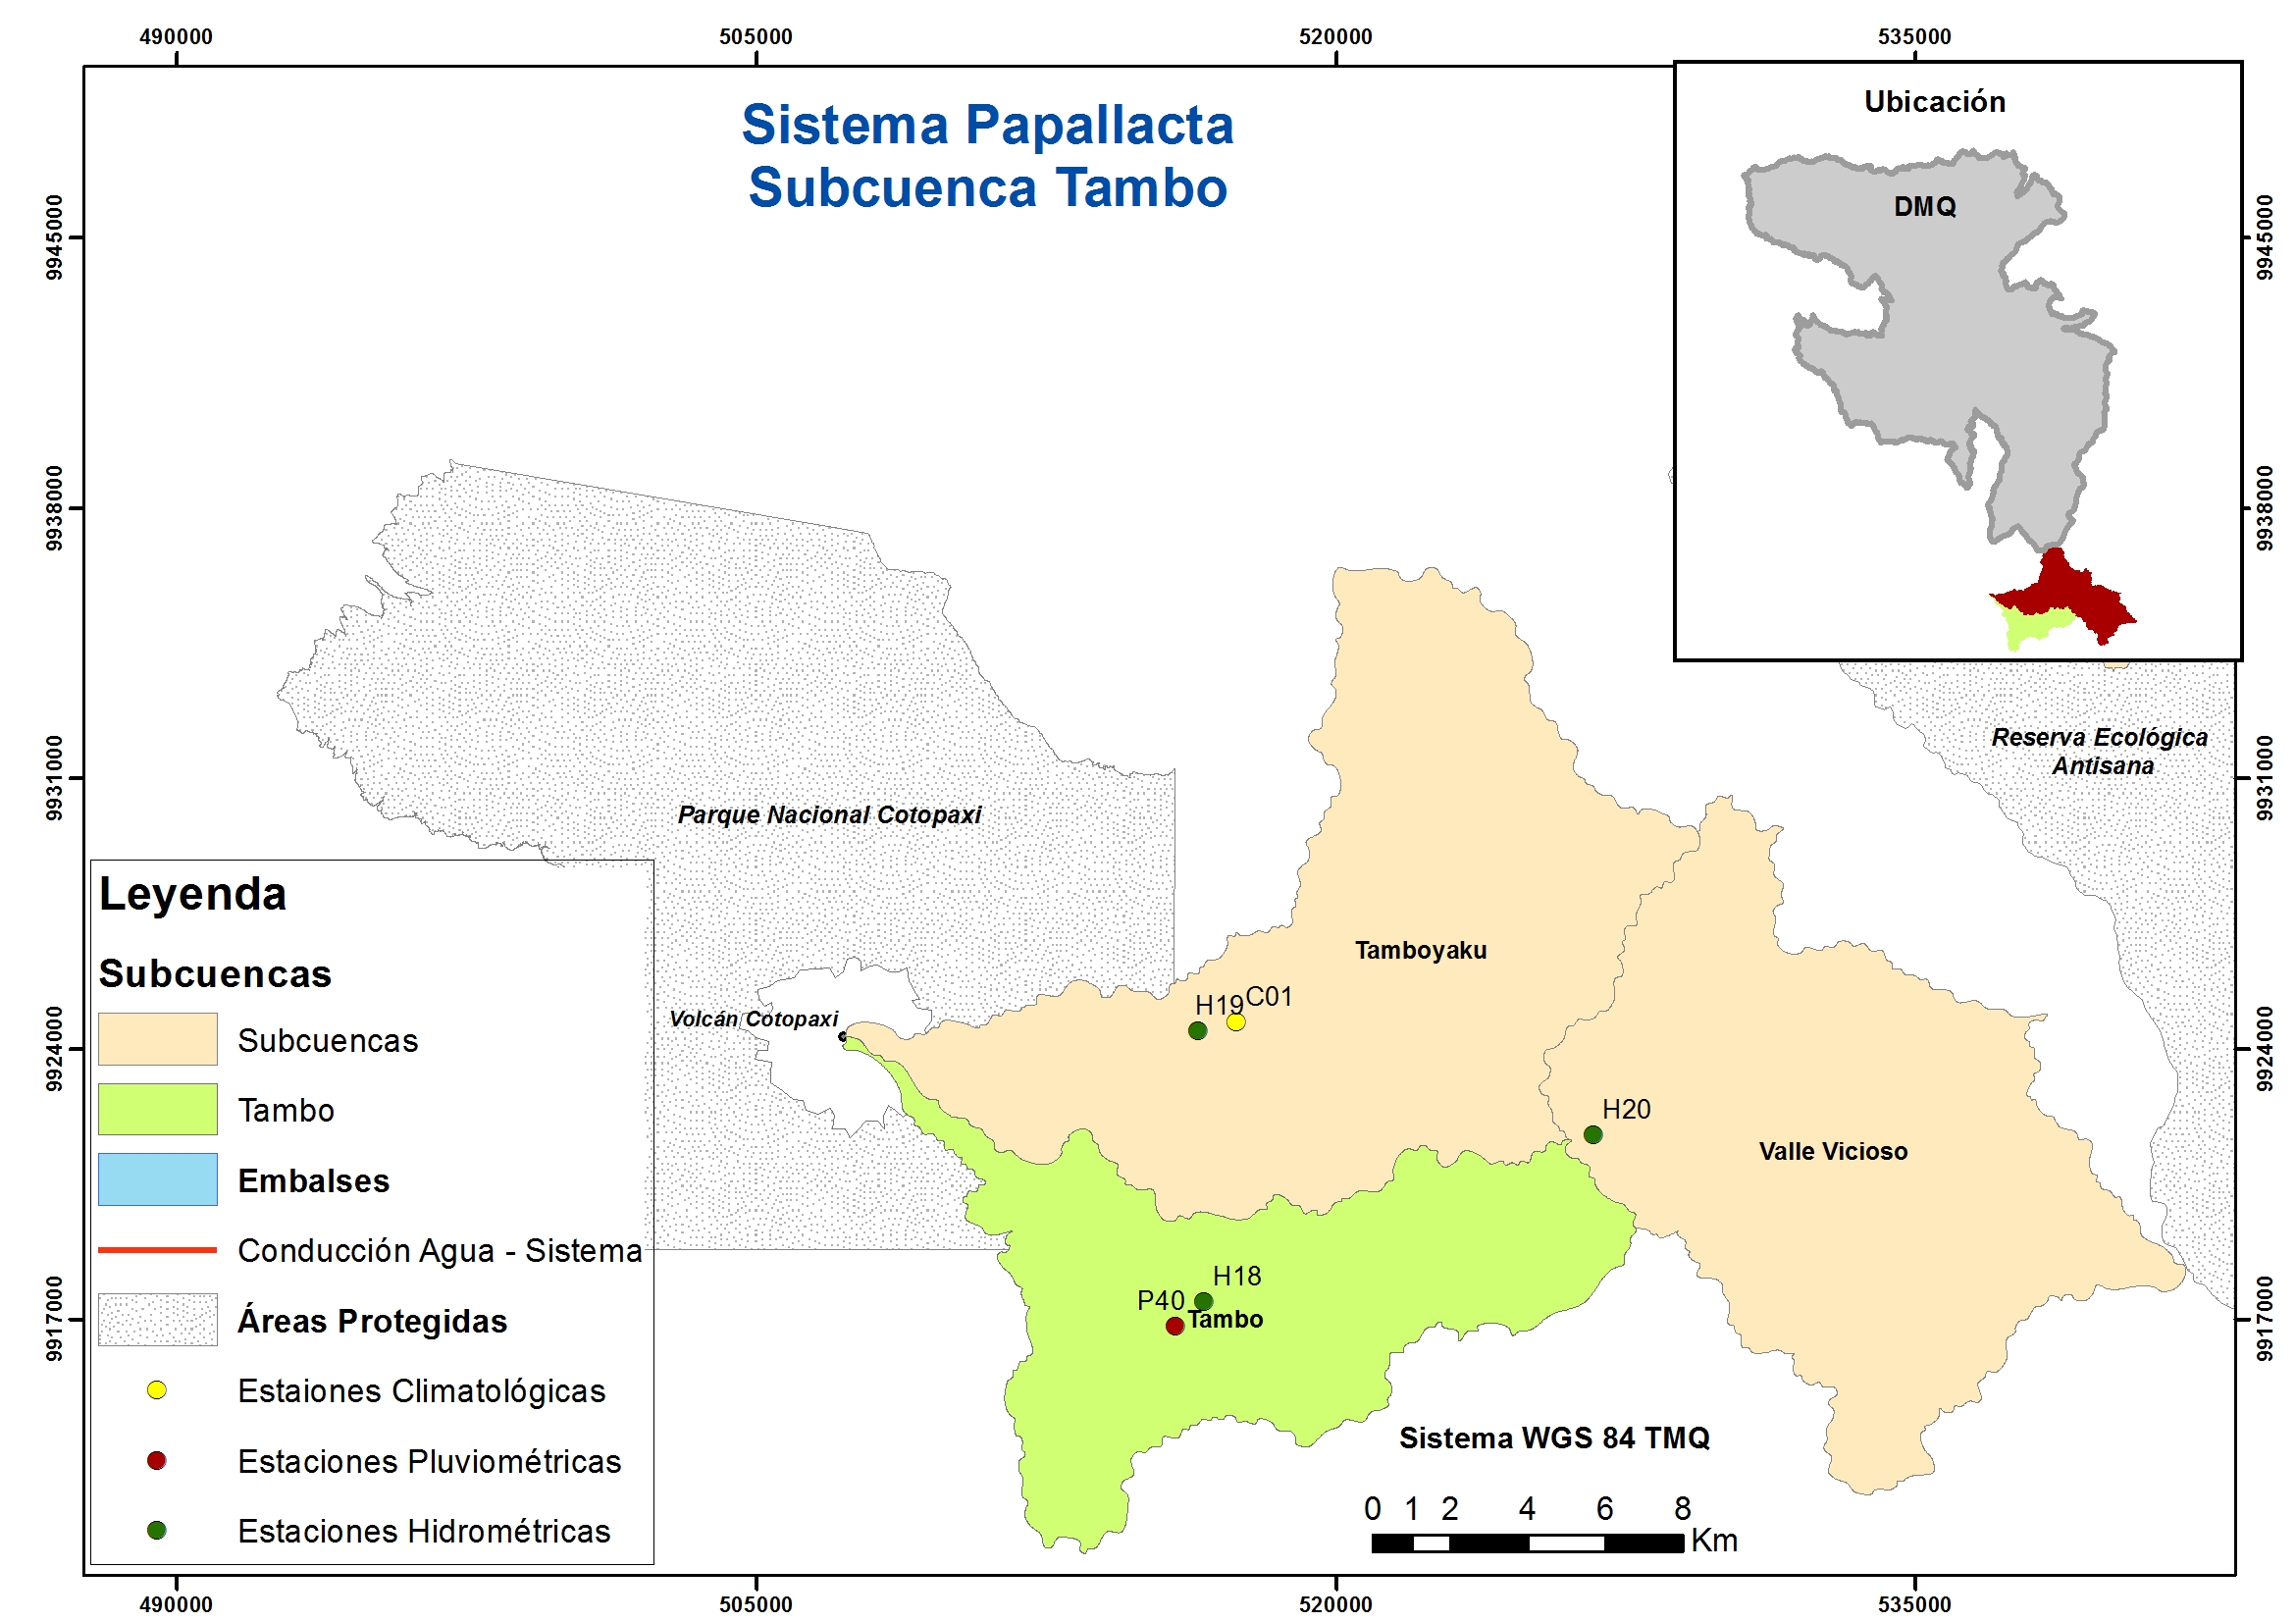 490000
505000
520000
535000
Sistema Papallacta
Subcuenca Tambo
Ubicación
DMQ
9945000
9945000
9938000
9938000
9931000
9931000
Reserva Ecológica
Antisana
Parque Nacional Cotopaxi
Tamboyaku
H19
C01
Volcán Cotopaxi
9924000
9924000
H20
Valle Vicioso
H18
P40
Tambo
9917000
9917000
Leyenda
Subcuencas
Subcuencas
Tambo
Embalses
Conducción Agua - Sistema
Áreas Protegidas
Estaiones Climatológicas
Estaciones Pluviométricas
Estaciones Hidrométricas
Sistema WGS 84 TMQ
0 1 2 4 6 8
Km
490000
505000
520000
535000